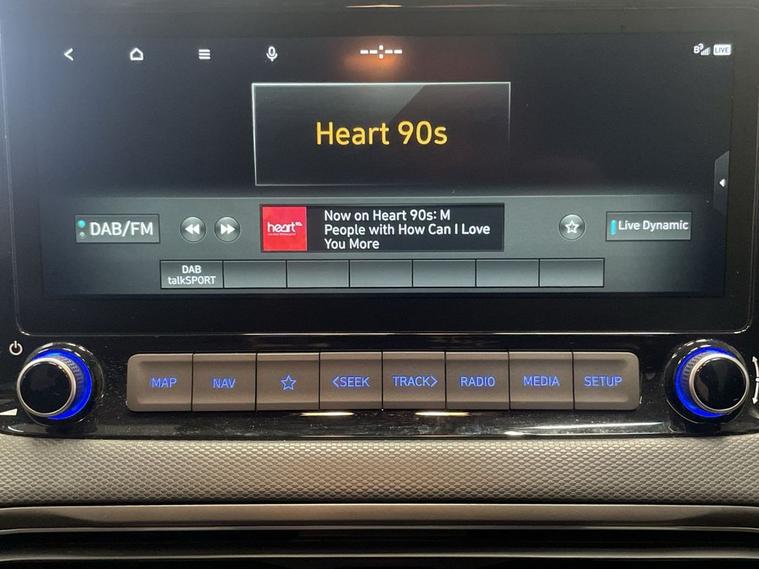 --:--
LIVE
Heart 90s
DAB/FM
heart
Now on Heart 90s: M
People with How Can I Love
You More
Live Dynamic
DAB
talkSPORT
MAP
NAV
<SEEK
TRACK>
RADIO
MEDIA
SETUP